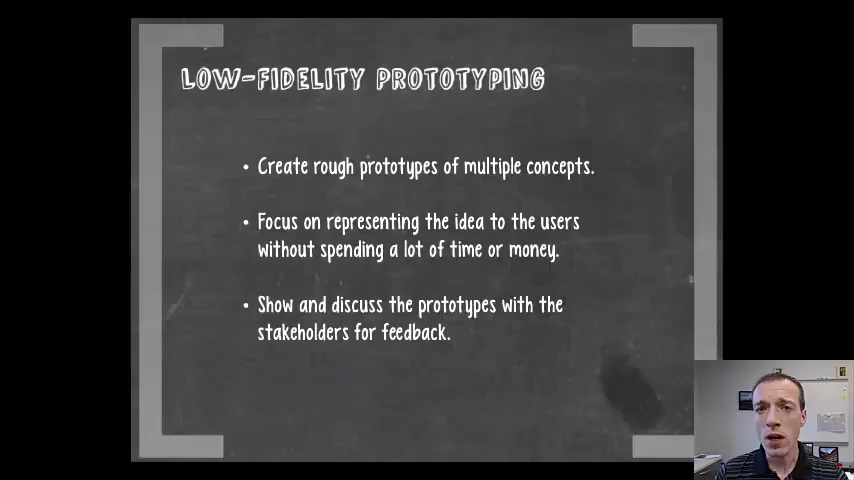 LOW-FIDELITY PROTOTYPING
• Create rough prototypes of multiple concepts.
• Focus on representing the idea to the users
without spending a lot of time or money.
• Show and discuss the prototypes with the
stakeholders for feedback.